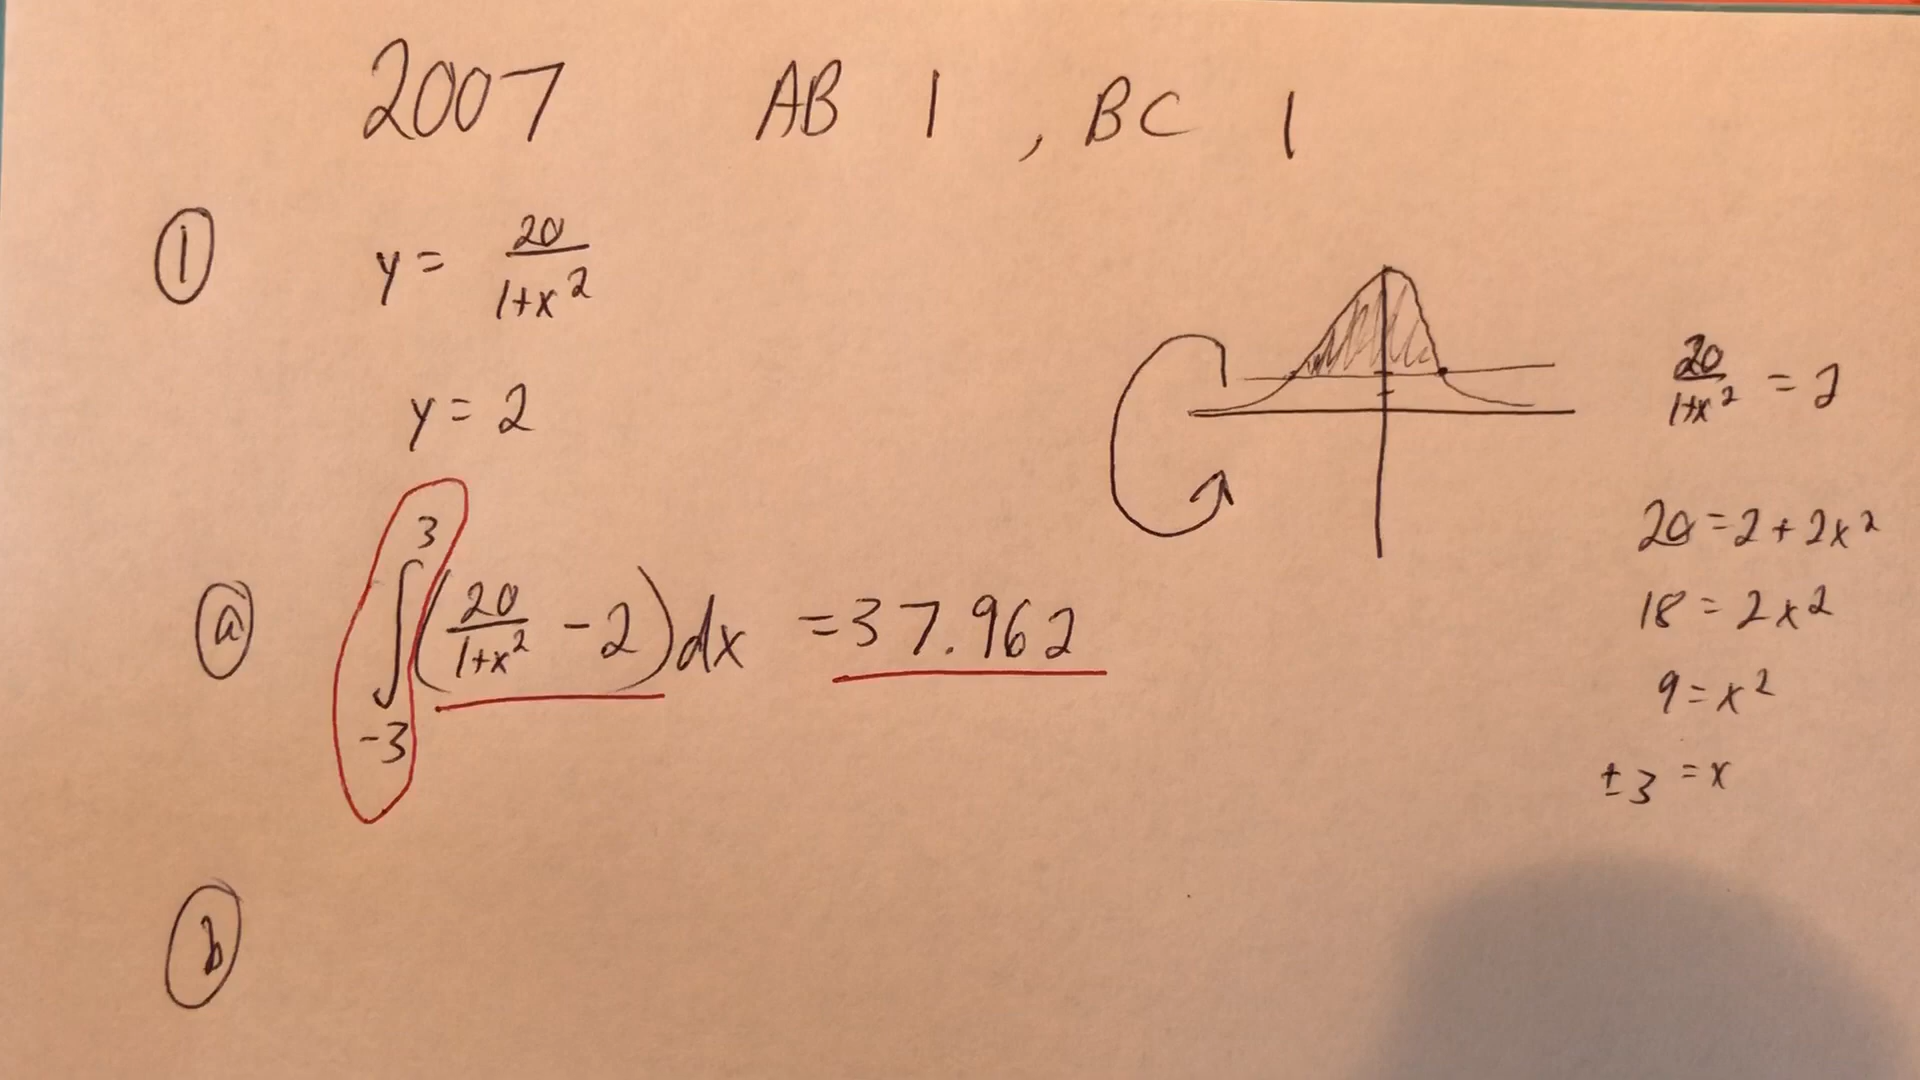 2007 AB 1, BC 1
① y = 20/(1+x²)
y = 2
20/(1+x²) = 2
20 = 2 + 2x²
18 = 2x²
9 = x²
±3 = x
ⓐ ∫_{-3}^{3} (20/(1+x²) - 2) dx = 37.962
ⓑ